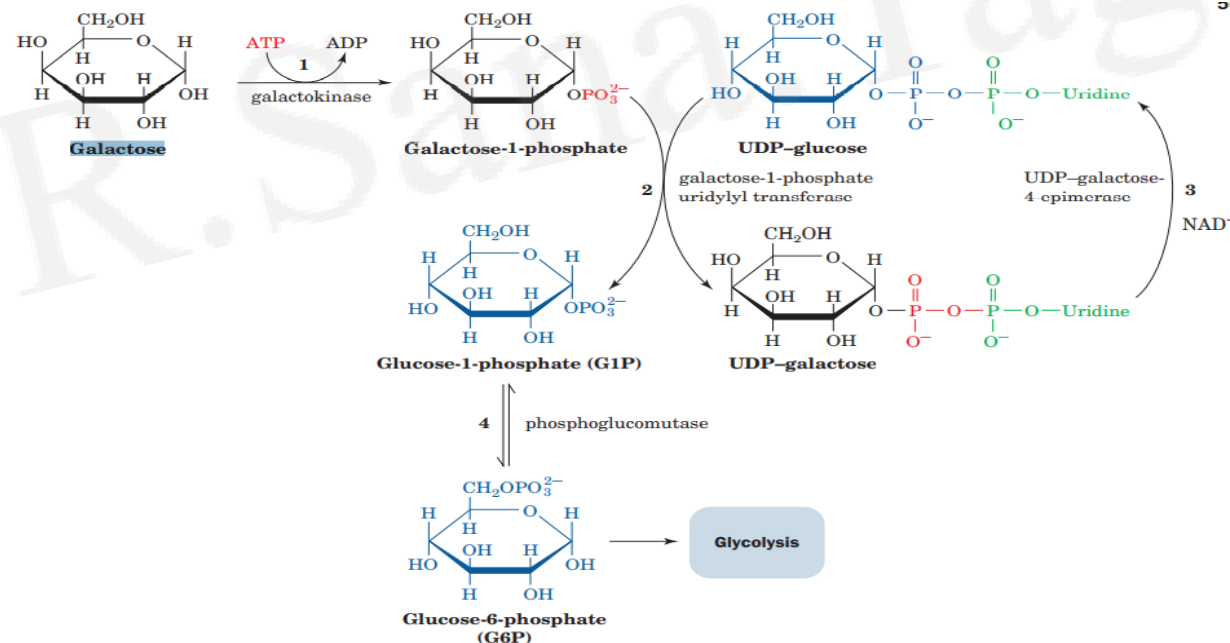 5
CH₂OH
HO
O
H
H
OH
H
H
OH
H
OH
Galactose
ATP
ADP
1
galactokinase
CH₂OH
HO
O
H
H
OH
H
H
OPO₃²⁻
H
OH
Galactose-1-phosphate
CH₂OH
H
O
H
H
OH
H
HO
O—P—O—P—O—Uridine
O
O
O⁻
O⁻
H
OH
UDP–glucose
2
galactose-1-phosphate
uridylyl transferase
UDP–galactose-
4-epimerase
3
NAD⁺
CH₂OH
H
O
H
H
OH
H
HO
OPO₃²⁻
H
OH
Glucose-1-phosphate (G1P)
CH₂OH
HO
O
H
H
OH
H
H
O—P—O—P—O—Uridine
O
O
O⁻
O⁻
H
OH
UDP–galactose
4
phosphoglucomutase
CH₂OPO₃²⁻
H
O
H
H
OH
H
HO
OH
H
OH
Glucose-6-phosphate
(G6P)
Glycolysis
R.Sana